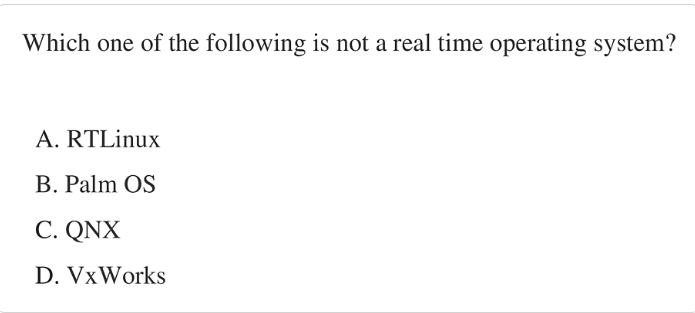 Which one of the following is not a real time operating system?
A. RTLinux
B. Palm OS
C. QNX
D. VxWorks